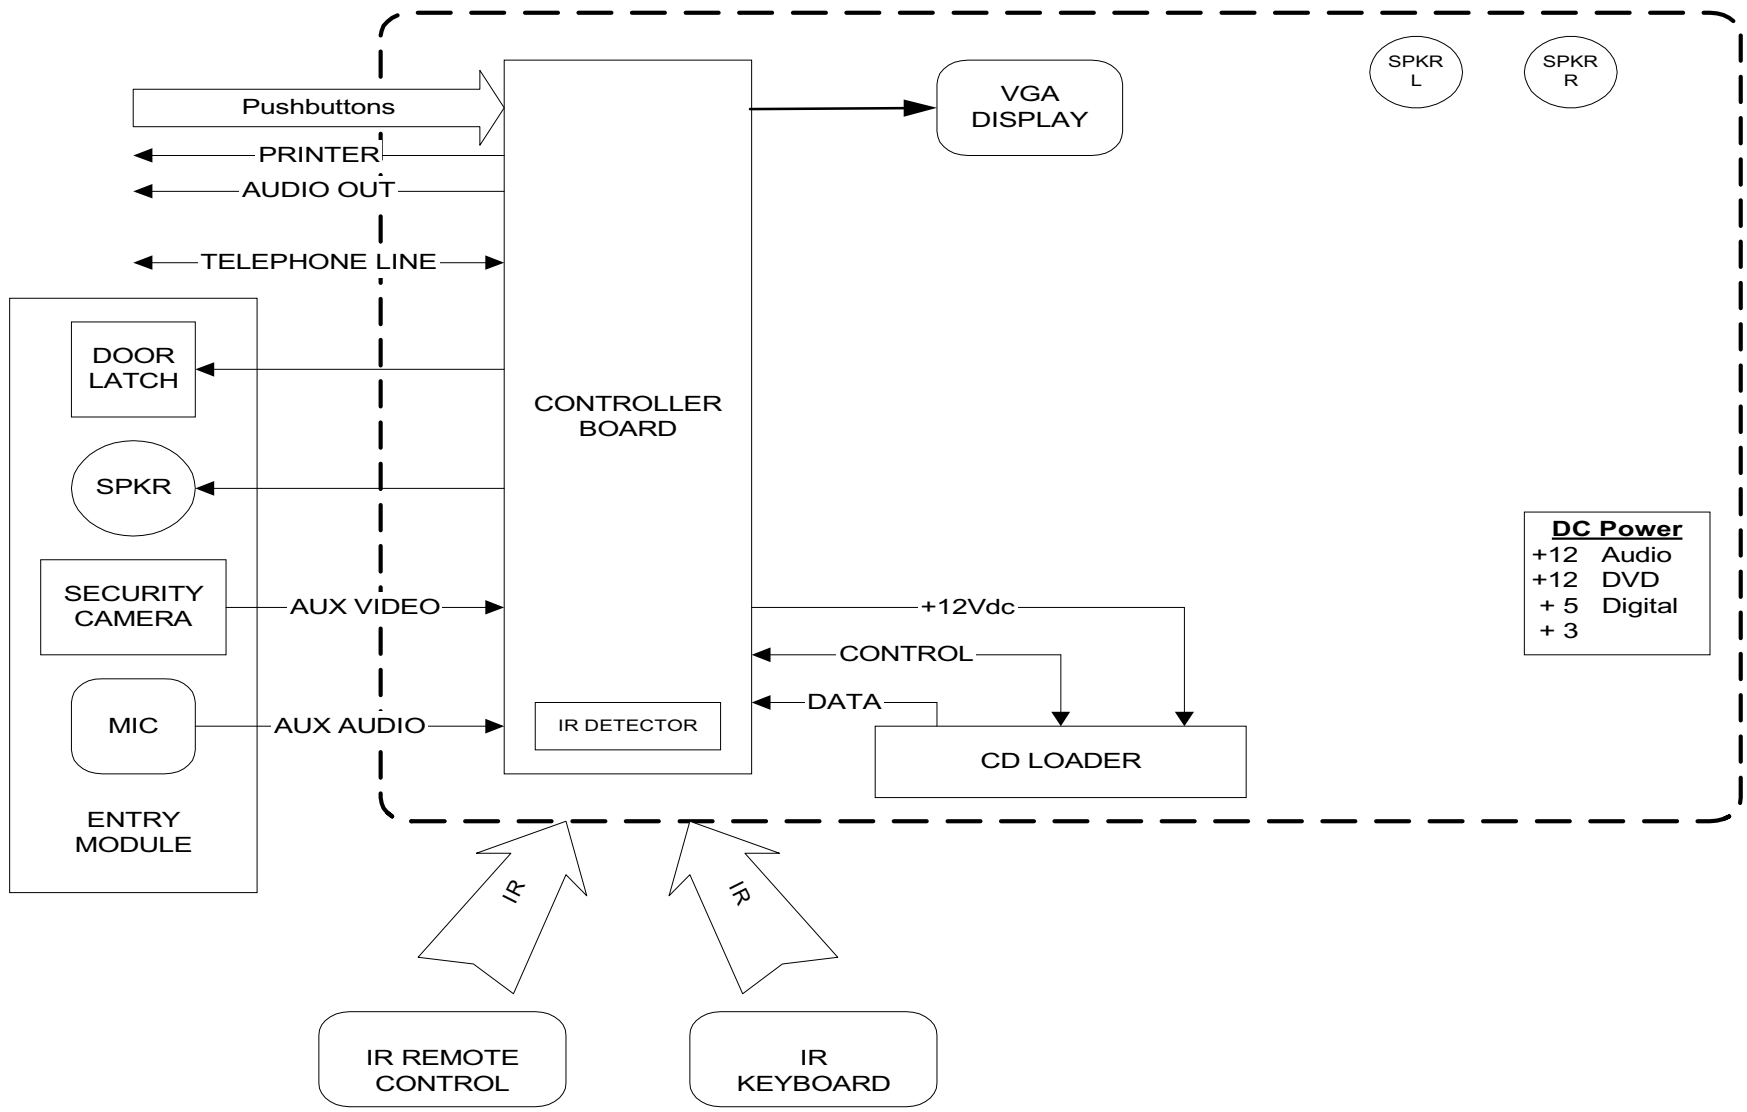 SPKR
L
SPKR
R
VGA
DISPLAY
Pushbuttons
PRINTER
AUDIO OUT
TELEPHONE LINE
DOOR
LATCH
CONTROLLER
BOARD
SPKR
DC Power
+12 Audio
+12 DVD
+ 5 Digital
+ 3
SECURITY
CAMERA
AUX VIDEO
+12Vdc
CONTROL
DATA
MIC
AUX AUDIO
IR DETECTOR
CD LOADER
ENTRY
MODULE
IR
IR
IR REMOTE
CONTROL
IR
KEYBOARD